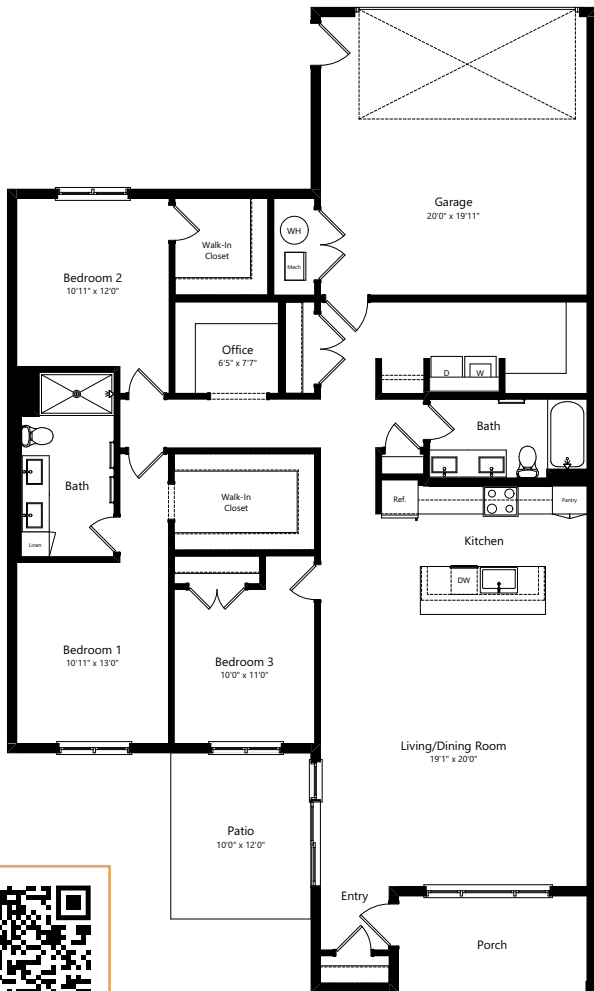 Garage
20'0" x 19'11"
WH
Mech
Walk-In
Closet
Bedroom 2
10'11" x 12'0"
Office
6'5" x 7'7"
D
W
Bath
Bath
Linen
Walk-In
Closet
Ref.
Pantry
Kitchen
DW
Bedroom 1
10'11" x 13'0"
Bedroom 3
10'0" x 11'0"
Living/Dining Room
19'1" x 20'0"
Patio
10'0" x 12'0"
Entry
Porch